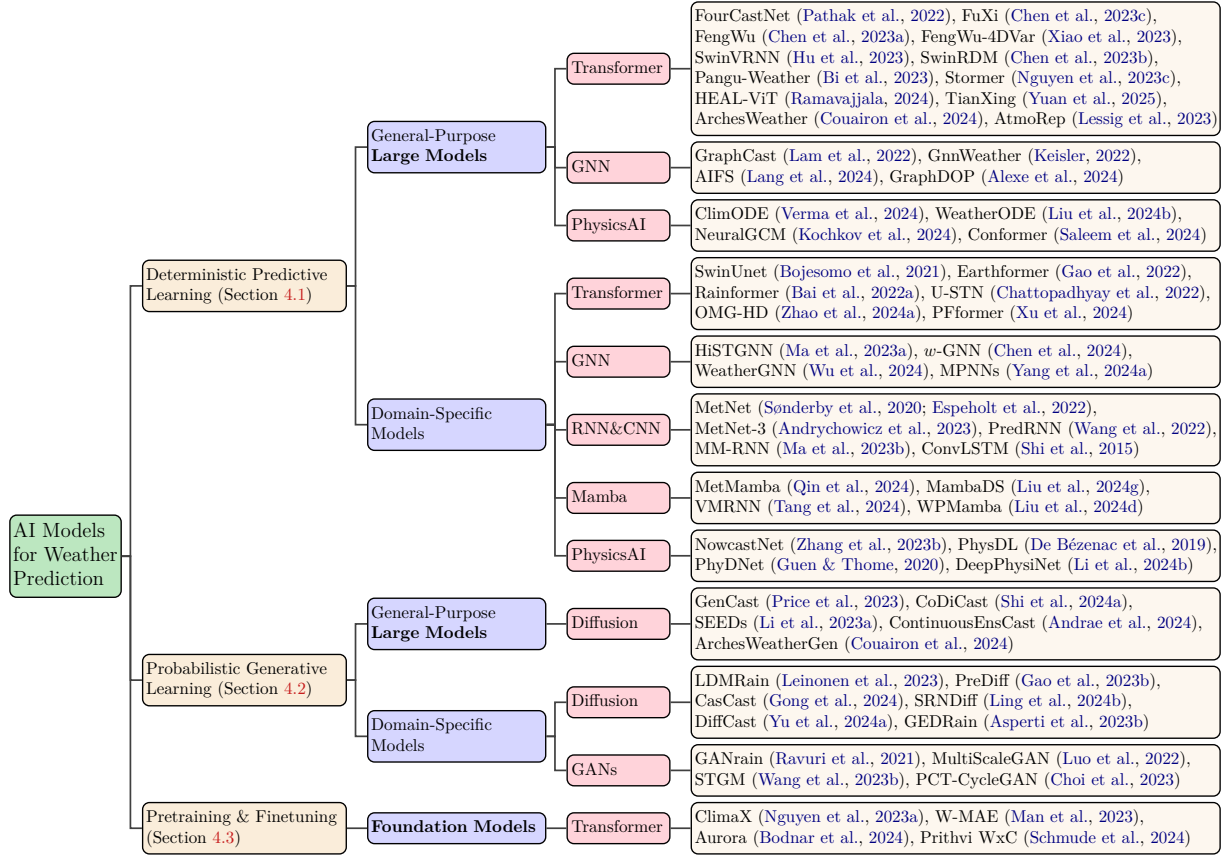 AI Models
for Weather
Prediction
Deterministic Predictive
Learning (Section 4.1)
General-Purpose
Large Models
Transformer
FourCastNet (Pathak et al., 2022), FuXi (Chen et al., 2023c),
FengWu (Chen et al., 2023a), FengWu-4DVar (Xiao et al., 2023),
SwinVRNN (Hu et al., 2023), SwinRDM (Chen et al., 2023b),
Pangu-Weather (Bi et al., 2023), Stormer (Nguyen et al., 2023c),
HEAL-ViT (Ramavajjala, 2024), TianXing (Yuan et al., 2025),
ArchesWeather (Couairon et al., 2024), AtmoRep (Lessig et al., 2023)
GNN
GraphCast (Lam et al., 2022), GnnWeather (Keisler, 2022),
AIFS (Lang et al., 2024), GraphDOP (Alexe et al., 2024)
PhysicsAI
ClimODE (Verma et al., 2024), WeatherODE (Liu et al., 2024b),
NeuralGCM (Kochkov et al., 2024), Conformer (Saleem et al., 2024)
Domain-Specific
Models
Transformer
SwinUnet (Bojesomo et al., 2021), Earthformer (Gao et al., 2022),
Rainformer (Bai et al., 2022a), U-STN (Chattopadhyay et al., 2022),
OMG-HD (Zhao et al., 2024a), PFformer (Xu et al., 2024)
GNN
HiSTGNN (Ma et al., 2023a), w-GNN (Chen et al., 2024),
WeatherGNN (Wu et al., 2024), MPNNs (Yang et al., 2024a)
RNN&CNN
MetNet (Sønderby et al., 2020; Espeholt et al., 2022),
MetNet-3 (Andrychowicz et al., 2023), PredRNN (Wang et al., 2022),
MM-RNN (Ma et al., 2023b), ConvLSTM (Shi et al., 2015)
Mamba
MetMamba (Qin et al., 2024), MambaDS (Liu et al., 2024g),
VMRNN (Tang et al., 2024), WPMamba (Liu et al., 2024d)
PhysicsAI
NowcastNet (Zhang et al., 2023b), PhysDL (De Bézenac et al., 2019),
PhyDNet (Guen & Thome, 2020), DeepPhysiNet (Li et al., 2024b)
Probabilistic Generative
Learning (Section 4.2)
General-Purpose
Large Models
Diffusion
GenCast (Price et al., 2023), CoDiCast (Shi et al., 2024a),
SEEDs (Li et al., 2023a), ContinuousEnsCast (Andrae et al., 2024),
ArchesWeatherGen (Couairon et al., 2024)
Domain-Specific
Models
Diffusion
LDMRain (Leinonen et al., 2023), PreDiff (Gao et al., 2023b),
CasCast (Gong et al., 2024), SRNDiff (Ling et al., 2024b),
DiffCast (Yu et al., 2024a), GEDRain (Asperti et al., 2023b)
GANs
GANrain (Ravuri et al., 2021), MultiScaleGAN (Luo et al., 2022),
STGM (Wang et al., 2023b), PCT-CycleGAN (Choi et al., 2023)
Pretraining & Finetuning
(Section 4.3)
Foundation Models
Transformer
ClimaX (Nguyen et al., 2023a), W-MAE (Man et al., 2023),
Aurora (Bodnar et al., 2024), Prithvi WxC (Schmude et al., 2024)